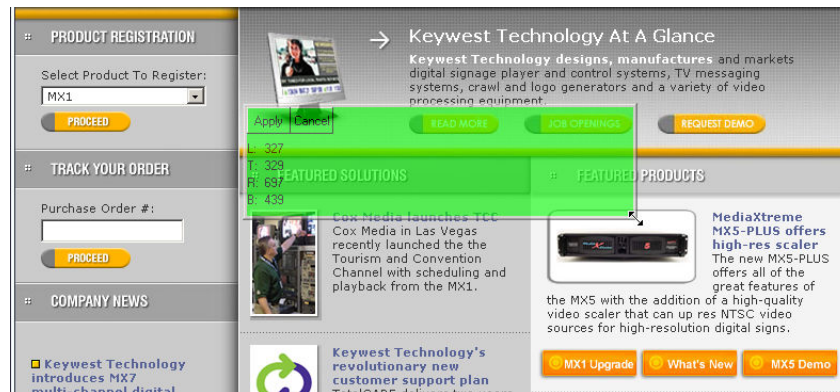 PRODUCT REGISTRATION
Select Product To Register:
MX1
PROCEED
TRACK YOUR ORDER
Purchase Order #:
PROCEED
COMPANY NEWS
Keywest Technology
introduces MX7
multi-channel digital
Keywest Technology At A Glance
Keywest Technology designs, manufactures and markets
digital signage player and control systems, TV messaging
systems, crawl and logo generators and a variety of video
processing equipment.
READ MORE
JOB OPENINGS
REQUEST DEMO
Apply
Cancel
L: 327
T: 329
R: 697
B: 439
FEATURED SOLUTIONS
Cox Media launches TCC
Cox Media in Las Vegas
recently launched the the
Tourism and Convention
Channel with scheduling and
playback from the MX1.
Keywest Technology's
revolutionary new
customer support plan
TotalCARE delivers two years
FEATURED PRODUCTS
MediaXtreme
MX5-PLUS offers
high-res scaler
The new MX5-PLUS
offers all of the
great features of
the MX5 with the addition of a high-quality
video scaler that can up res NTSC video
sources for high-resolution digital signs.
MX1 Upgrade
What's New
MX5 Demo